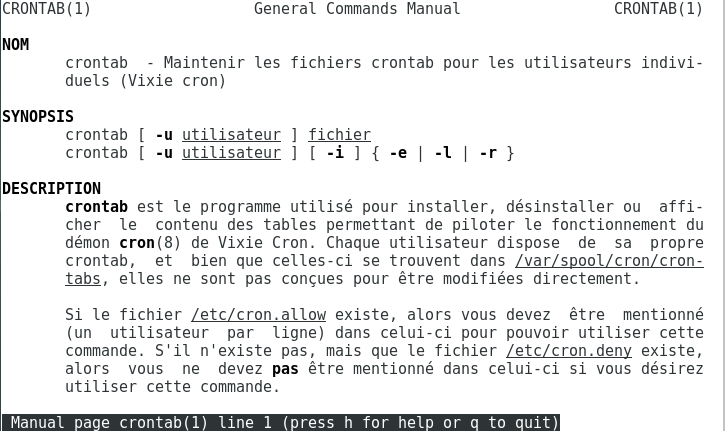 CRONTAB(1) General Commands Manual CRONTAB(1)
NOM
crontab - Maintenir les fichiers crontab pour les utilisateurs indivi-
duels (Vixie cron)
SYNOPSIS
crontab [ -u utilisateur ] fichier
crontab [ -u utilisateur ] [ -i ] { -e | -l | -r }
DESCRIPTION
crontab est le programme utilisé pour installer, désinstaller ou affi-
cher le contenu des tables permettant de piloter le fonctionnement du
démon cron(8) de Vixie Cron. Chaque utilisateur dispose de sa propre
crontab, et bien que celles-ci se trouvent dans /var/spool/cron/cron-
tabs, elles ne sont pas conçues pour être modifiées directement.
Si le fichier /etc/cron.allow existe, alors vous devez être mentionné
(un utilisateur par ligne) dans celui-ci pour pouvoir utiliser cette
commande. S'il n'existe pas, mais que le fichier /etc/cron.deny existe,
alors vous ne devez pas être mentionné dans celui-ci si vous désirez
utiliser cette commande.
Manual page crontab(1) line 1 (press h for help or q to quit)